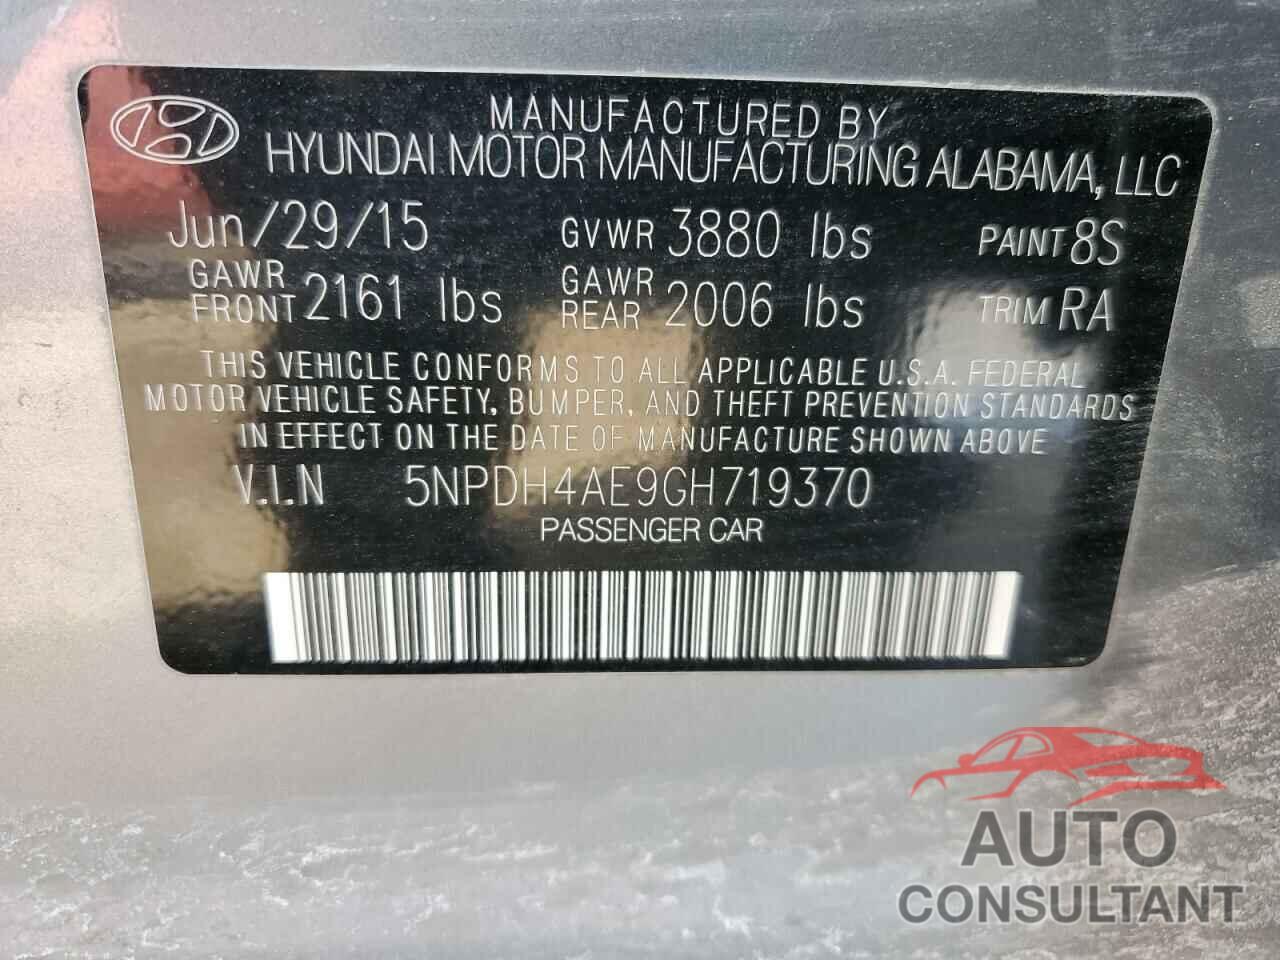 MANUFACTURED BY
HYUNDAI MOTOR MANUFACTURING ALABAMA, LLC
Jun/29/15 GVWR 3880 lbs PAINT 8S
GAWR FRONT 2161 lbs GAWR REAR 2006 lbs TRIM RA
THIS VEHICLE CONFORMS TO ALL APPLICABLE U.S.A. FEDERAL
MOTOR VEHICLE SAFETY, BUMPER, AND THEFT PREVENTION STANDARDS
IN EFFECT ON THE DATE OF MANUFACTURE SHOWN ABOVE
V.I.N 5NPDH4AE9GH719370
PASSENGER CAR
AUTO
CONSULTANT